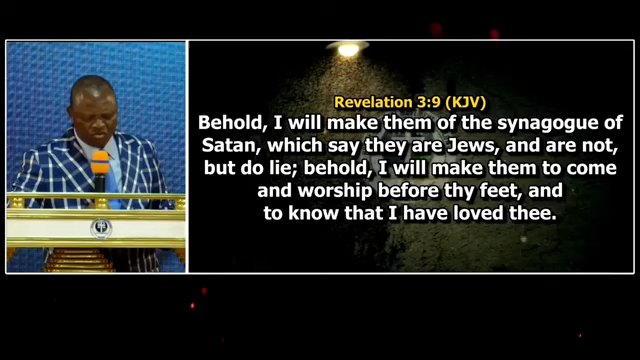 Revelation 3:9 (KJV)
Behold, I will make them of the synagogue of
Satan, which say they are Jews, and are not,
but do lie; behold, I will make them to come
and worship before thy feet, and
to know that I have loved thee.